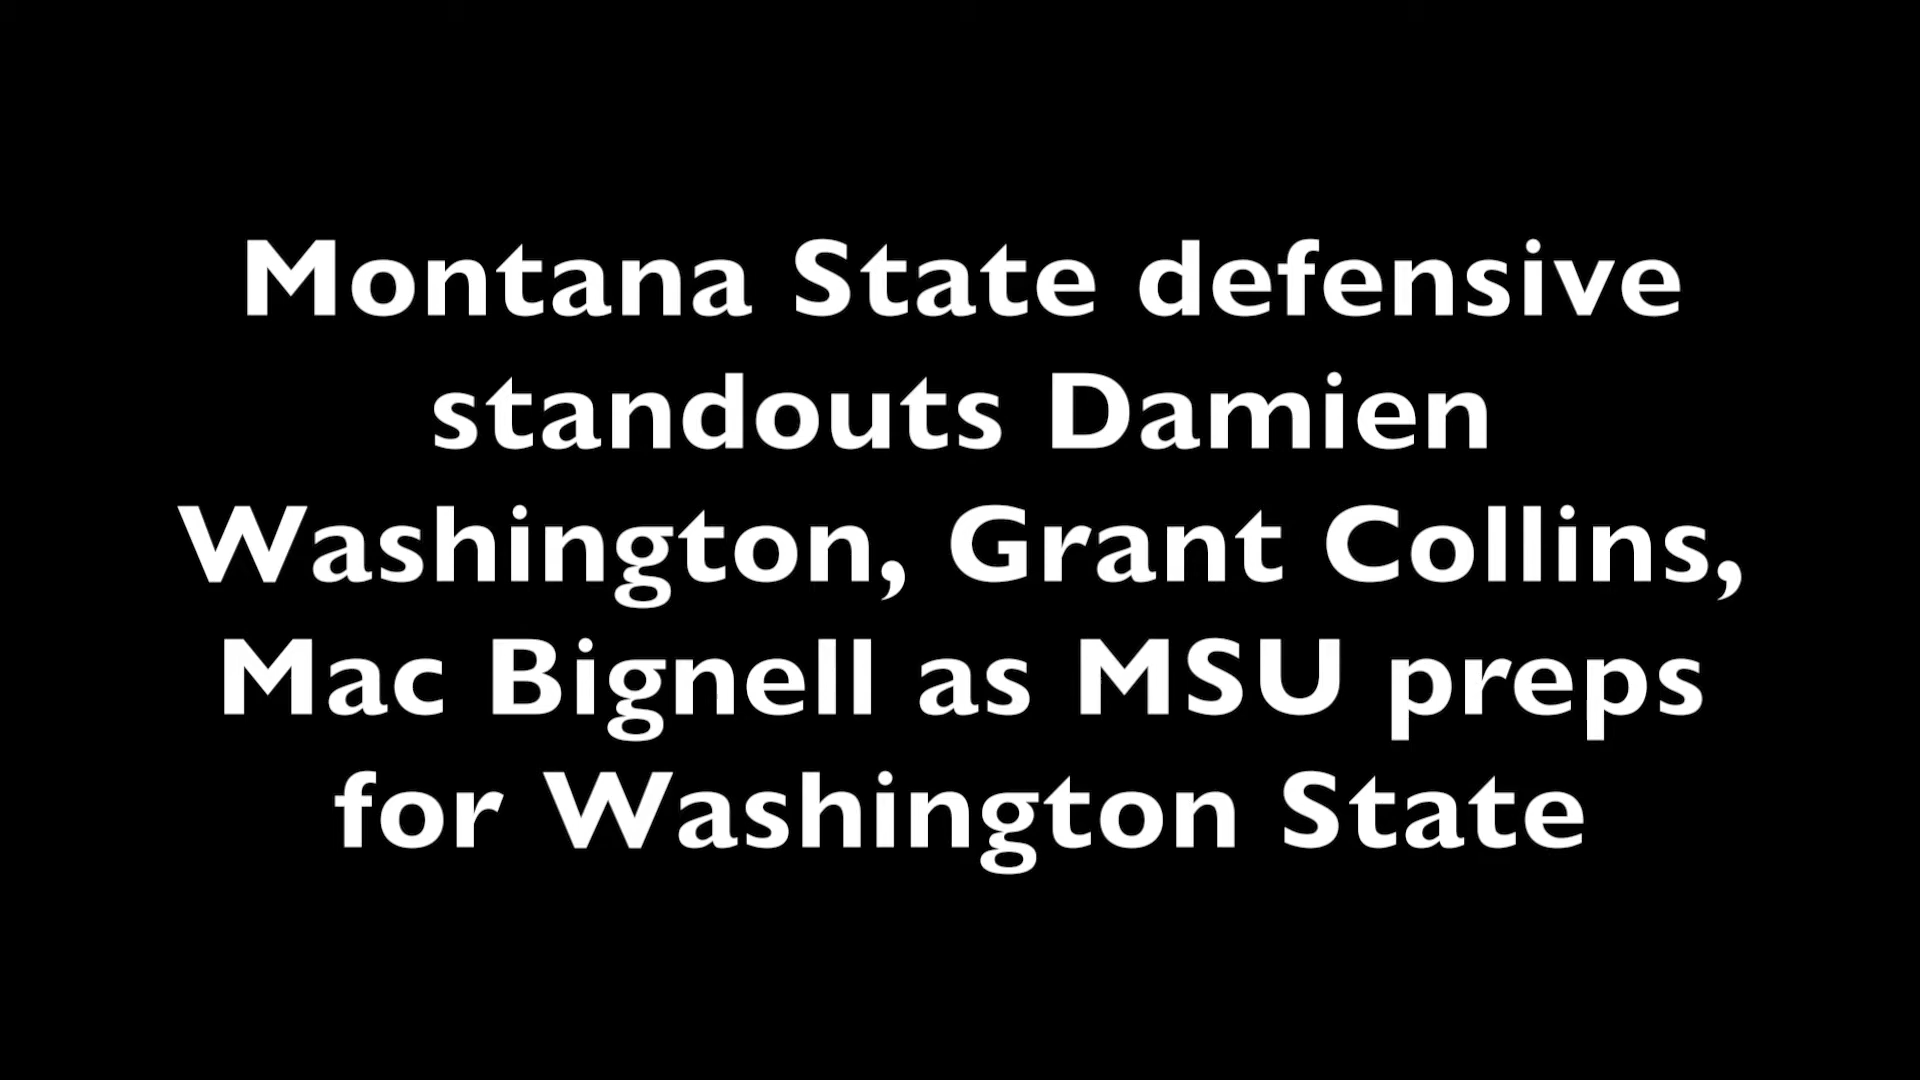 Montana State defensive
standouts Damien
Washington, Grant Collins,
Mac Bignell as MSU preps
for Washington State